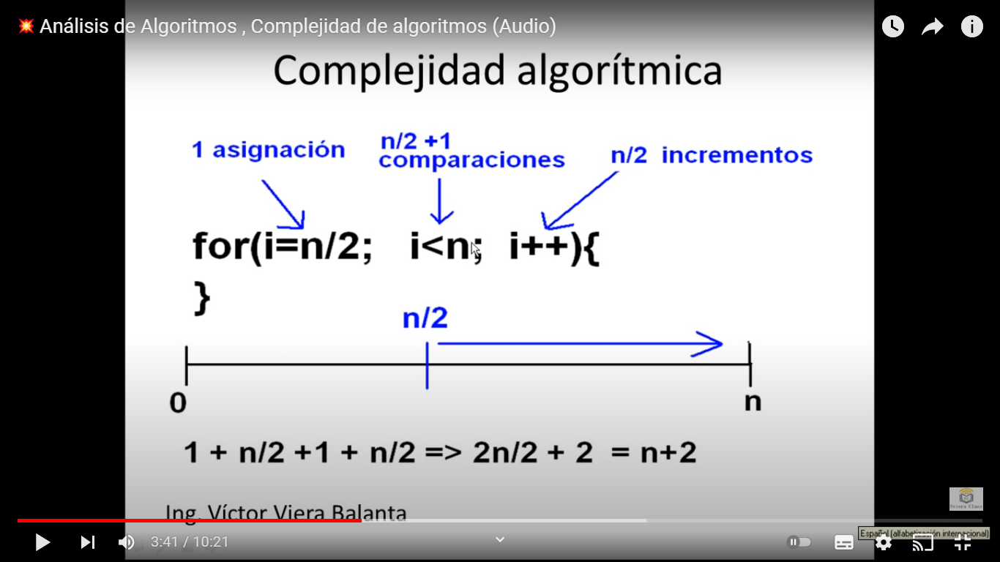 💥 Análisis de Algoritmos , Complejidad de algoritmos (Audio)
Complejidad algorítmica
1 asignación
n/2 +1
comparaciones
n/2 incrementos
for(i=n/2; i<n; i++){
}
n/2
0
n
1 + n/2 +1 + n/2 => 2n/2 + 2 = n+2
Ing. Víctor Viera Balanta
Viera Class
3:41 / 10:21
Español (alfabetización internacional)